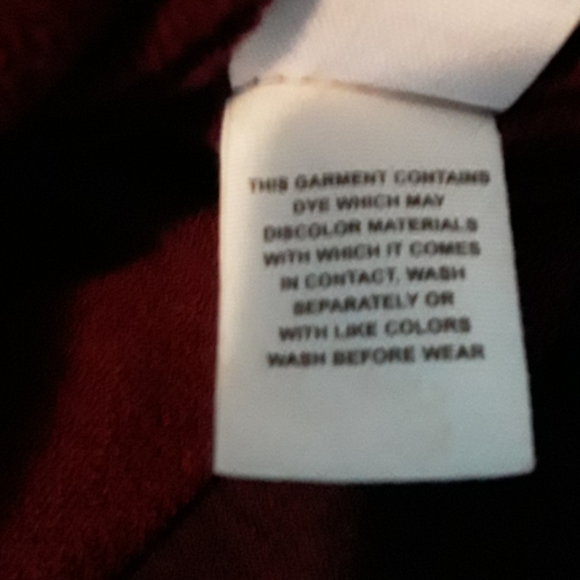 THIS GARMENT CONTAINS
DYE WHICH MAY
DISCOLOR MATERIALS
WITH WHICH IT COMES
IN CONTACT, WASH
SEPARATELY OR
WITH LIKE COLORS
WASH BEFORE WEAR